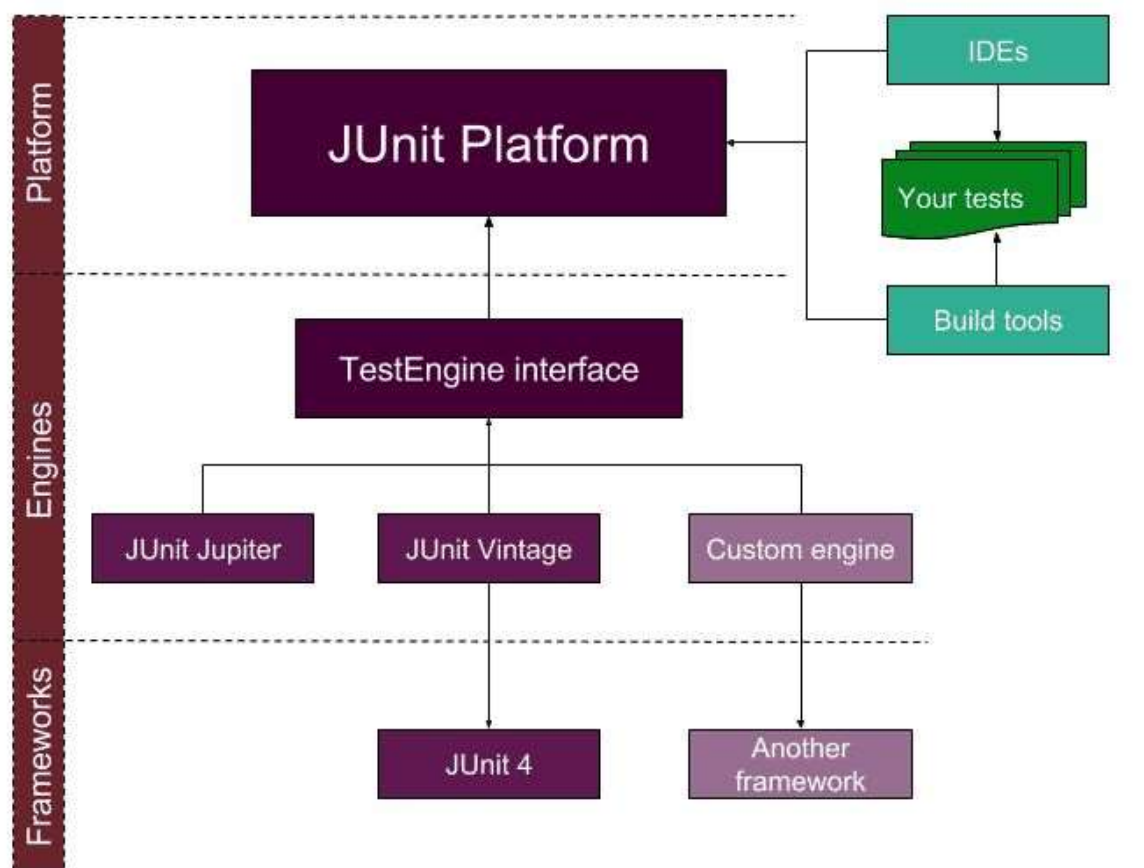 Platform
IDEs
JUnit Platform
Your tests
Build tools
Engines
TestEngine interface
JUnit Jupiter
JUnit Vintage
Custom engine
Frameworks
JUnit 4
Another
framework